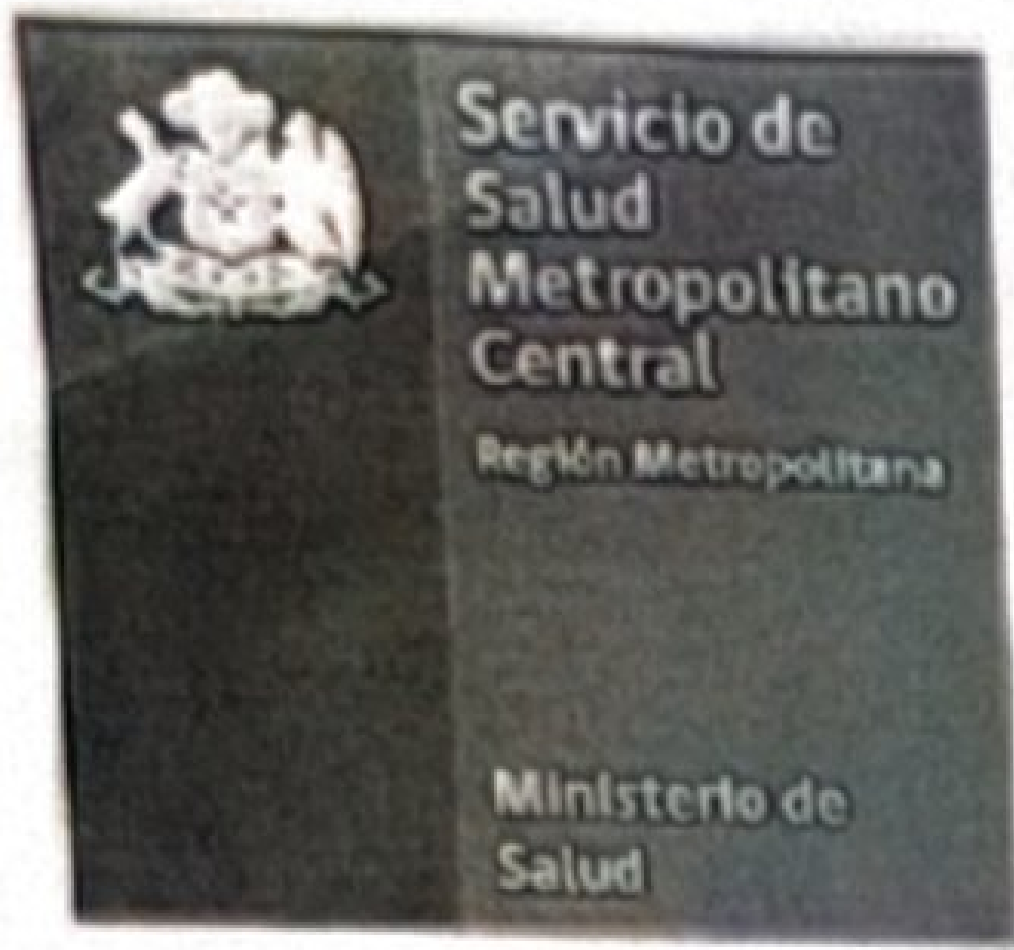 Servicio de
Salud
Metropolitano
Central
Región Metropolitana
Ministerio de
Salud